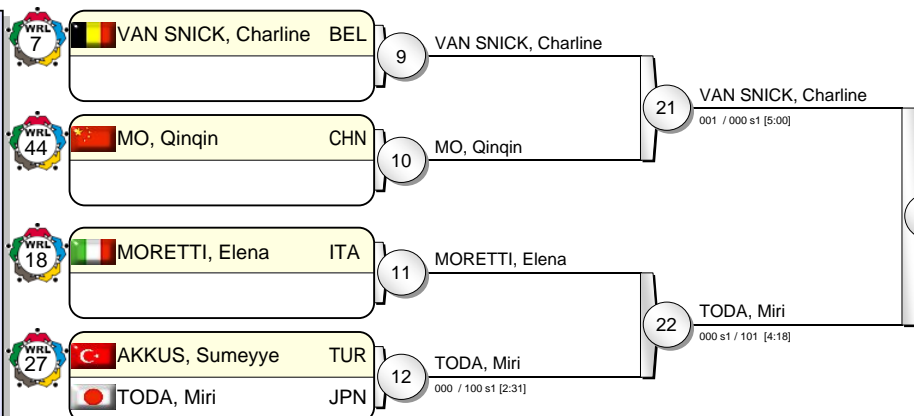 WRL
7
VAN SNICK, Charline BEL
9
VAN SNICK, Charline
21
VAN SNICK, Charline
001 / 000 s1 [5:00]
WRL
44
MO, Qinqin CHN
10
MO, Qinqin
WRL
18
MORETTI, Elena ITA
11
MORETTI, Elena
22
TODA, Miri
000 s1 / 101 [4:18]
WRL
27
AKKUS, Sumeyye TUR
TODA, Miri JPN
12
TODA, Miri
000 / 100 s1 [2:31]